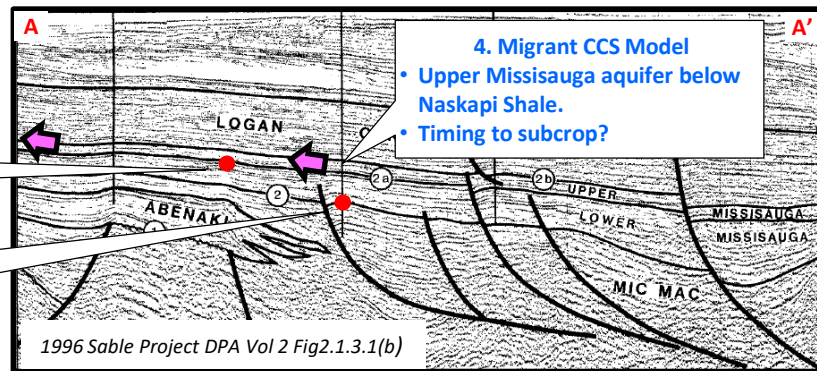 A
A'
4. Migrant CCS Model
• Upper Missisauga aquifer below
Naskapi Shale.
• Timing to subcrop?
LOGAN
2a
2b
UPPER
2
LOWER
MISSISAUGA
MISSISAUGA
ABENAKI
MIC MAC
1996 Sable Project DPA Vol 2 Fig2.1.3.1(b)